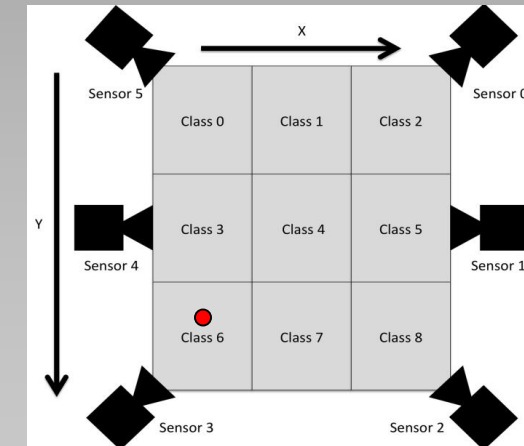 X
Sensor 5
Sensor 0
Class 0
Class 1
Class 2
Y
Class 3
Class 4
Class 5
Sensor 4
Sensor 1
Class 6
Class 7
Class 8
Sensor 3
Sensor 2